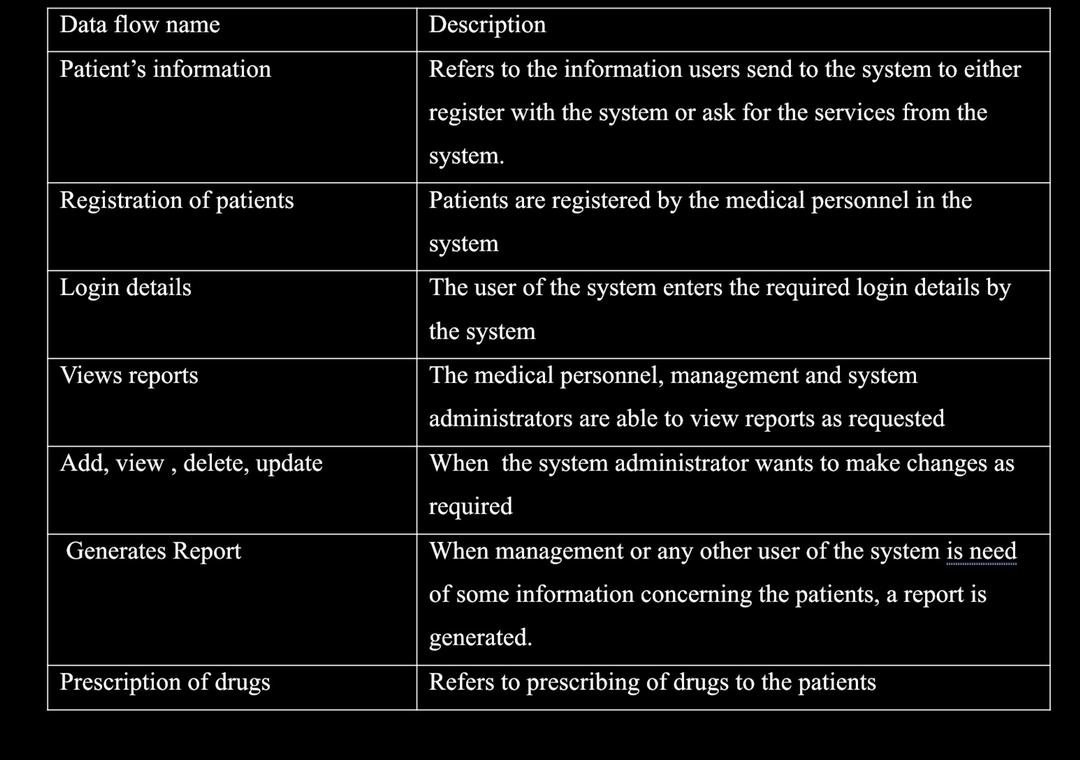 Data flow name
Description
Patient’s information
Refers to the information users send to the system to either
register with the system or ask for the services from the
system.
Registration of patients
Patients are registered by the medical personnel in the
system
Login details
The user of the system enters the required login details by
the system
Views reports
The medical personnel, management and system
administrators are able to view reports as requested
Add, view , delete, update
When  the system administrator wants to make changes as
required
Generates Report
When management or any other user of the system is need
of some information concerning the patients, a report is
generated.
Prescription of drugs
Refers to prescribing of drugs to the patients